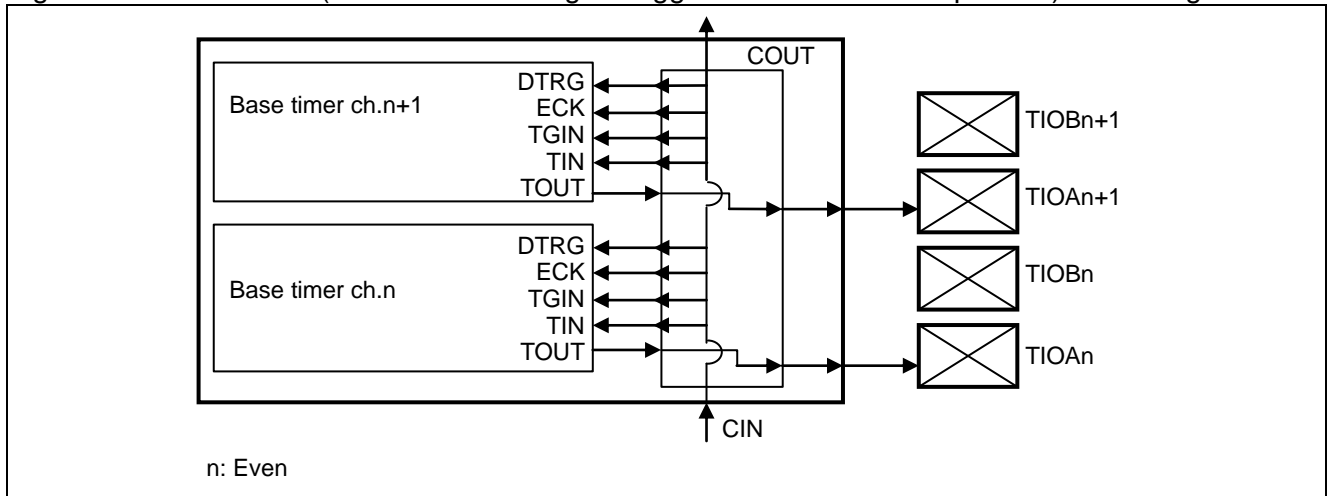 COUT
DTRG
Base timer ch.n+1
ECK
TGIN
TIN
TOUT
TIOBn+1
TIOAn+1
DTRG
ECK
Base timer ch.n
TGIN
TIN
TOUT
TIOBn
TIOAn
CIN
n: Even